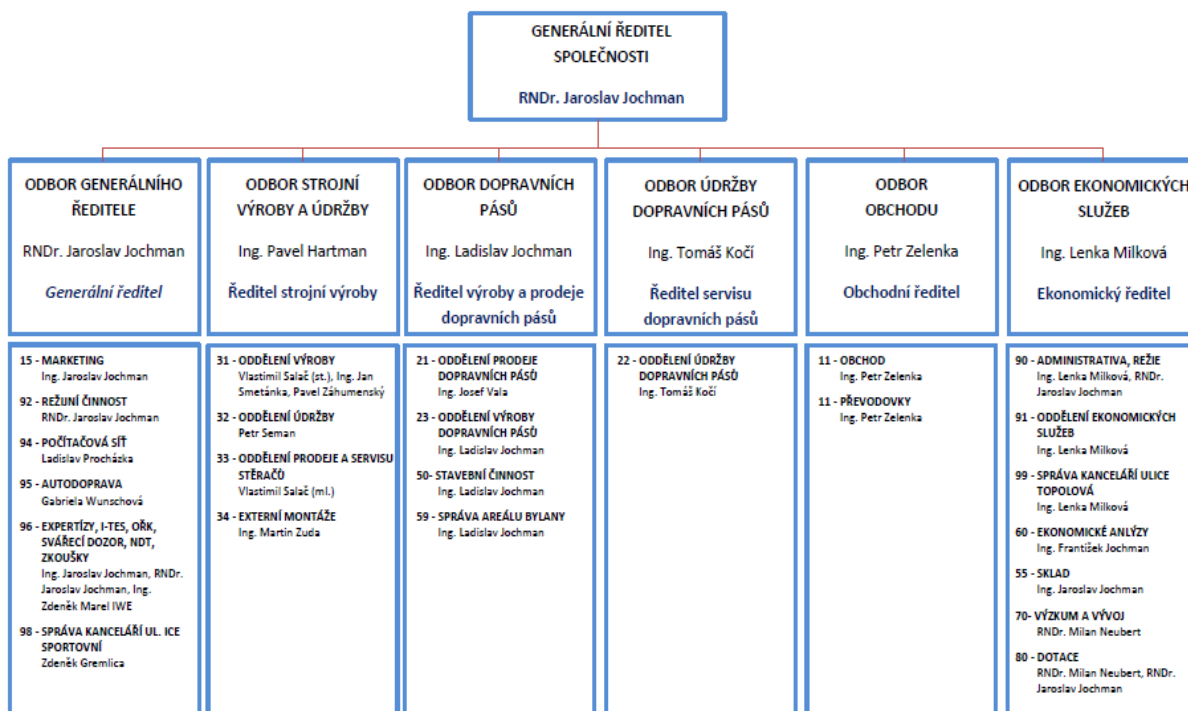 GENERÁLNÍ ŘEDITEL
SPOLEČNOSTI
RNDr. Jaroslav Jochman
ODBOR GENERÁLNÍHO
ŘEDITELE
RNDr. Jaroslav Jochman
Generální ředitel
15 - MARKETING
Ing. Jaroslav Jochman
92 - REŽIJNÍ ČINNOST
RNDr. Jaroslav Jochman
94 - POČÍTAČOVÁ SÍŤ
Ladislav Procházka
95 - AUTODOPRAVA
Gabriela Wunschová
96 - EXPERTÍZY, I-TES, OŘK,
SVÁŘECÍ DOZOR, NDT,
ZKOUŠKY
Ing. Jaroslav Jochman, RNDr.
Jaroslav Jochman, Ing.
Zdeněk Marel IWE
98 - SPRÁVA KANCELÁŘÍ UL. ICE
SPORTOVNÍ
Zdeněk Gremlica
ODBOR STROJNÍ
VÝROBY A ÚDRŽBY
Ing. Pavel Hartman
Ředitel strojní výroby
31 - ODDĚLENÍ VÝROBY
Vlastimil Salač (st.), Ing. Jan
Smetánka, Pavel Záhumenský
32 - ODDĚLENÍ ÚDRŽBY
Petr Seman
33 - ODDĚLENÍ PRODEJE A SERVISU
STĚRAČŮ
Vlastimil Salač (ml.)
34 - EXTERNÍ MONTÁŽE
Ing. Martin Zuda
ODBOR DOPRAVNÍCH
PÁSŮ
Ing. Ladislav Jochman
Ředitel výroby a prodeje
dopravních pásů
21 - ODDĚLENÍ PRODEJE
DOPRAVNÍCH PÁSŮ
Ing. Josef Vala
23 - ODDĚLENÍ VÝROBY
DOPRAVNÍCH PÁSŮ
Ing. Ladislav Jochman
50- STAVEBNÍ ČINNOST
Ing. Ladislav Jochman
59 - SPRÁVA AREÁLU BYLANY
Ing. Ladislav Jochman
ODBOR ÚDRŽBY
DOPRAVNÍCH PÁSŮ
Ing. Tomáš Kočí
Ředitel servisu
dopravních pásů
22 - ODDĚLENÍ ÚDRŽBY
DOPRAVNÍCH PÁSŮ
Ing. Tomáš Kočí
ODBOR
OBCHODU
Ing. Petr Zelenka
Obchodní ředitel
11 - OBCHOD
Ing. Petr Zelenka
11 - PŘEVODOVKY
Ing. Petr Zelenka
ODBOR EKONOMICKÝCH
SLUŽEB
Ing. Lenka Milková
Ekonomický ředitel
90 - ADMINISTRATIVA, REŽIE
Ing. Lenka Milková, RNDr.
Jaroslav Jochman
91 - ODDĚLENÍ EKONOMICKÝCH
SLUŽEB
Ing. Lenka Milková
99 - SPRÁVA KANCELÁŘÍ ULICE
TOPOLOVÁ
Ing. Lenka Milková
60 - EKONOMICKÉ ANLÝZY
Ing. František Jochman
55 - SKLAD
Ing. Jaroslav Jochman
70- VÝZKUM A VÝVOJ
RNDr. Milan Neubert
80 - DOTACE
RNDr. Milan Neubert, RNDr.
Jaroslav Jochman